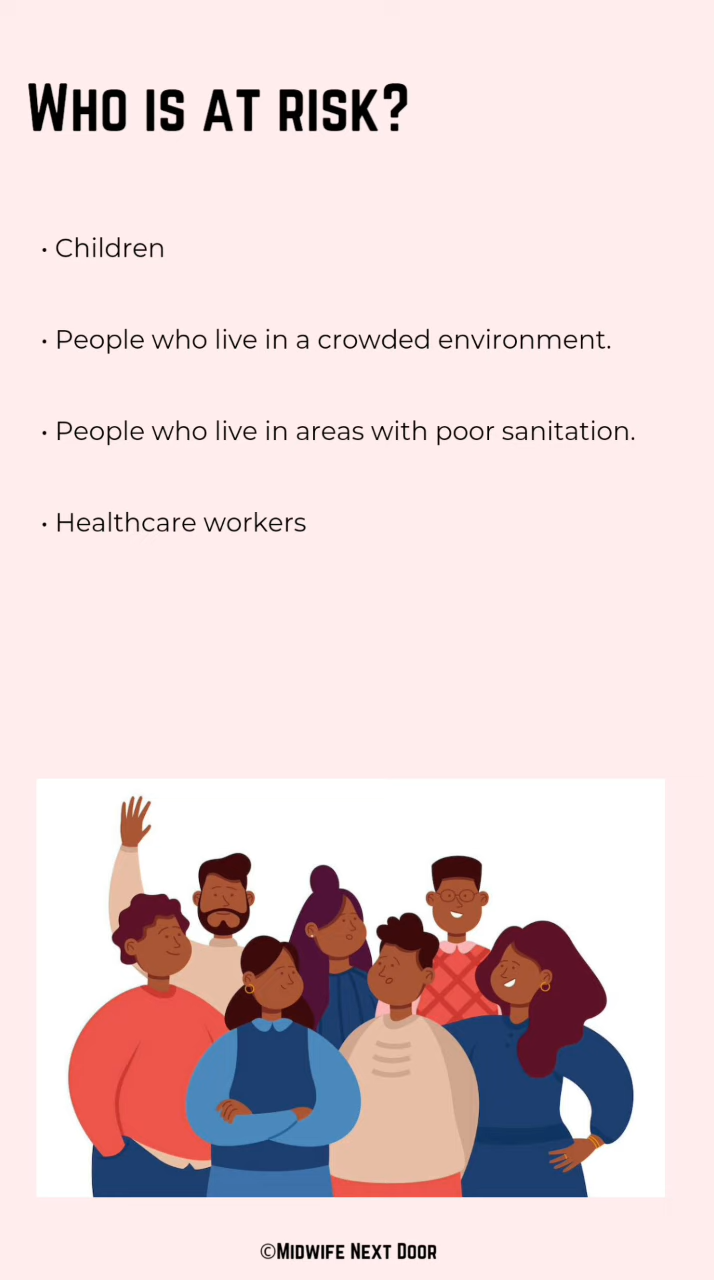 WHO IS AT RISK?
• Children
• People who live in a crowded environment.
• People who live in areas with poor sanitation.
• Healthcare workers
©MIDWIFE NEXT DOOR